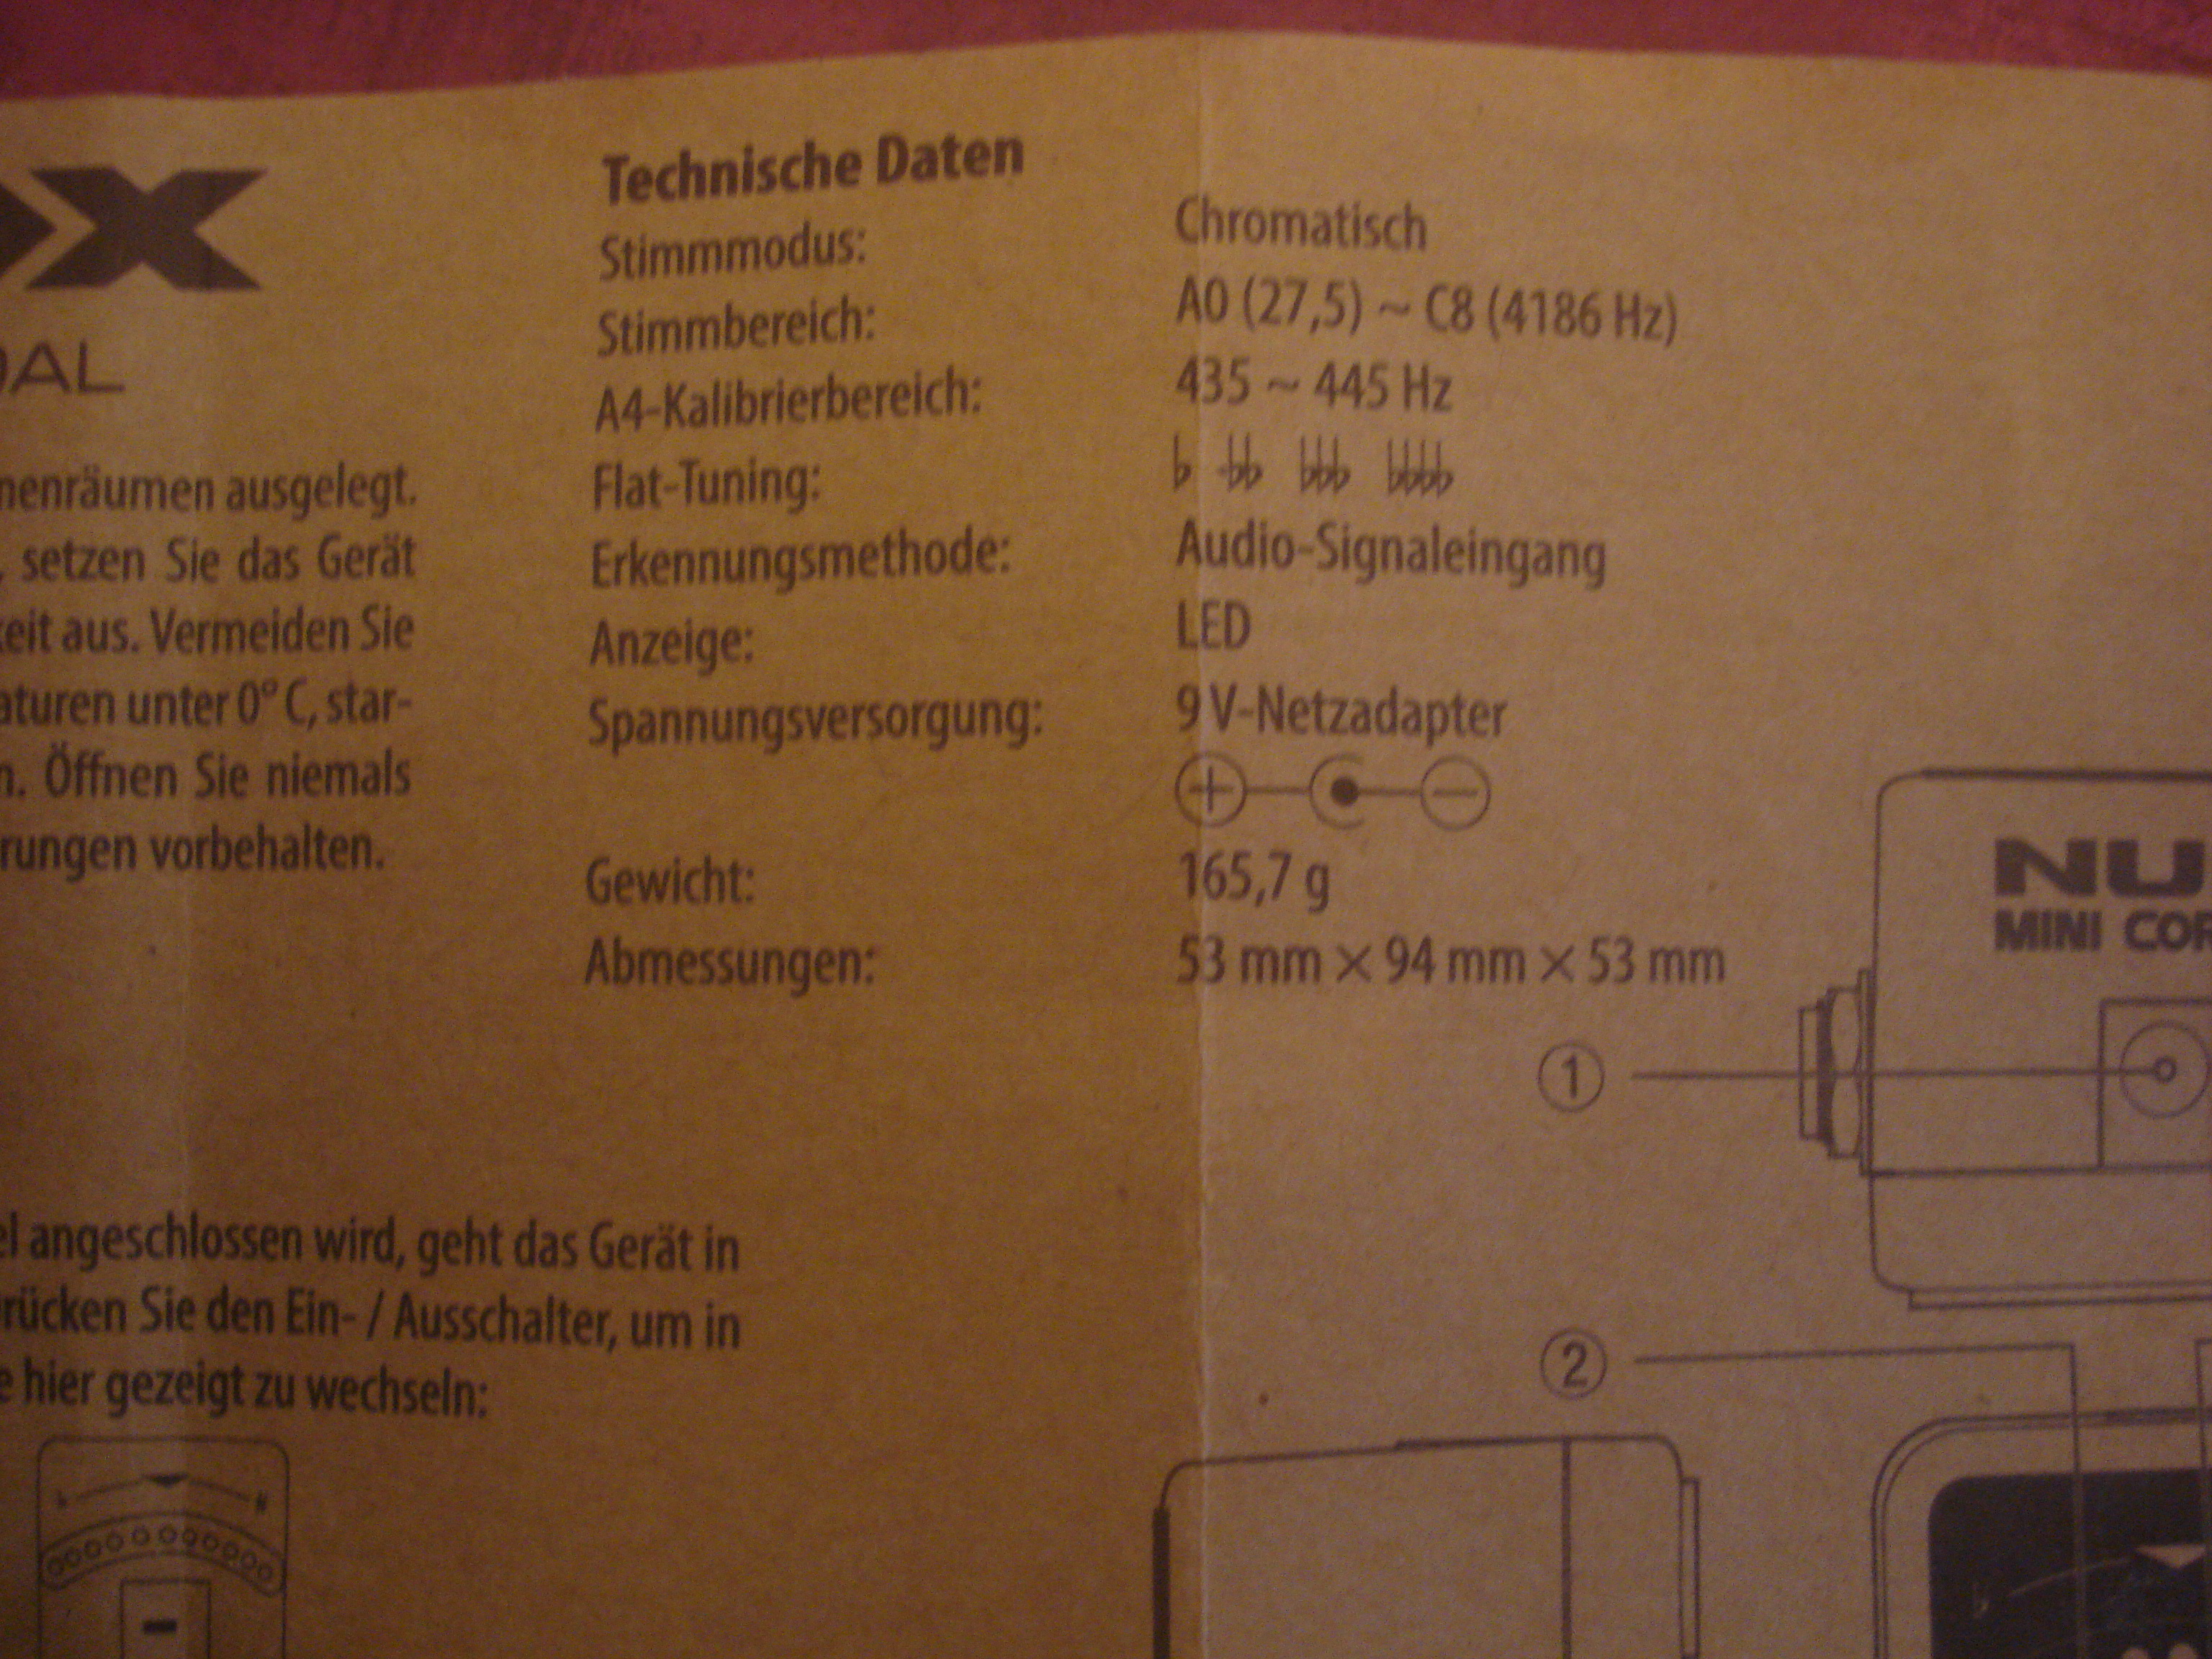 X
DAL
nenräumen ausgelegt.
, setzen Sie das Gerät
keit aus. Vermeiden Sie
aturen unter 0° C, star-
n. Öffnen Sie niemals
rungen vorbehalten.
Technische Daten
Stimmmodus: Chromatisch
Stimmbereich: A0 (27,5) ~ C8 (4186 Hz)
A4-Kalibrierbereich: 435 ~ 445 Hz
Flat-Tuning: ♭ ♭♭ ♭♭♭ ♭♭♭♭
Erkennungsmethode: Audio-Signaleingang
Anzeige: LED
Spannungsversorgung: 9 V-Netzadapter
Gewicht: 165,7 g
Abmessungen: 53 mm × 94 mm × 53 mm
NU
MINI COR
①
②
el angeschlossen wird, geht das Gerät in
rücken Sie den Ein- / Ausschalter, um in
e hier gezeigt zu wechseln: